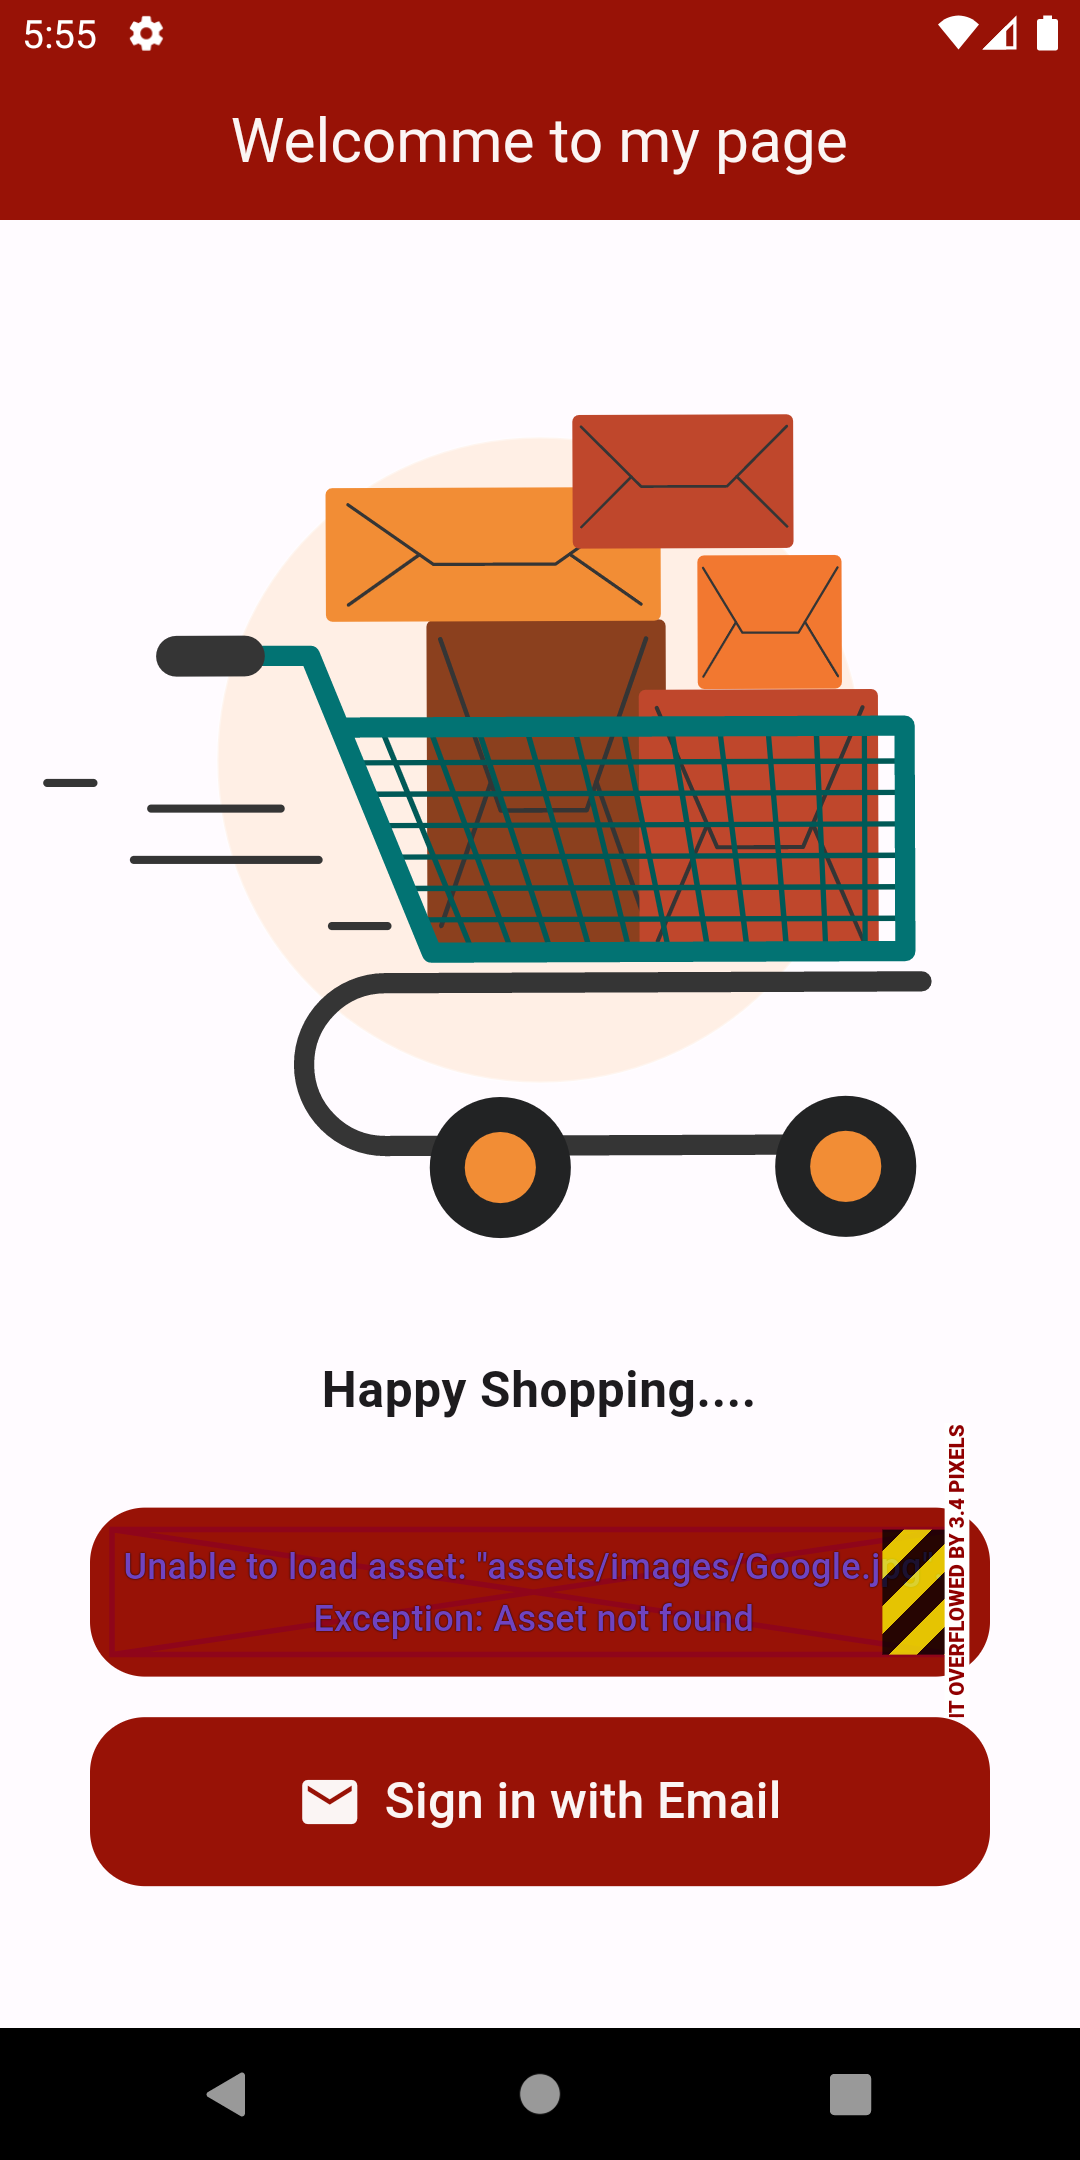 5:55
Welcomme to my page
Happy Shopping....
Unable to load asset: "assets/images/Google.jpg"
Exception: Asset not found
IT OVERFLOWED BY 3.4 PIXELS
Sign in with Email